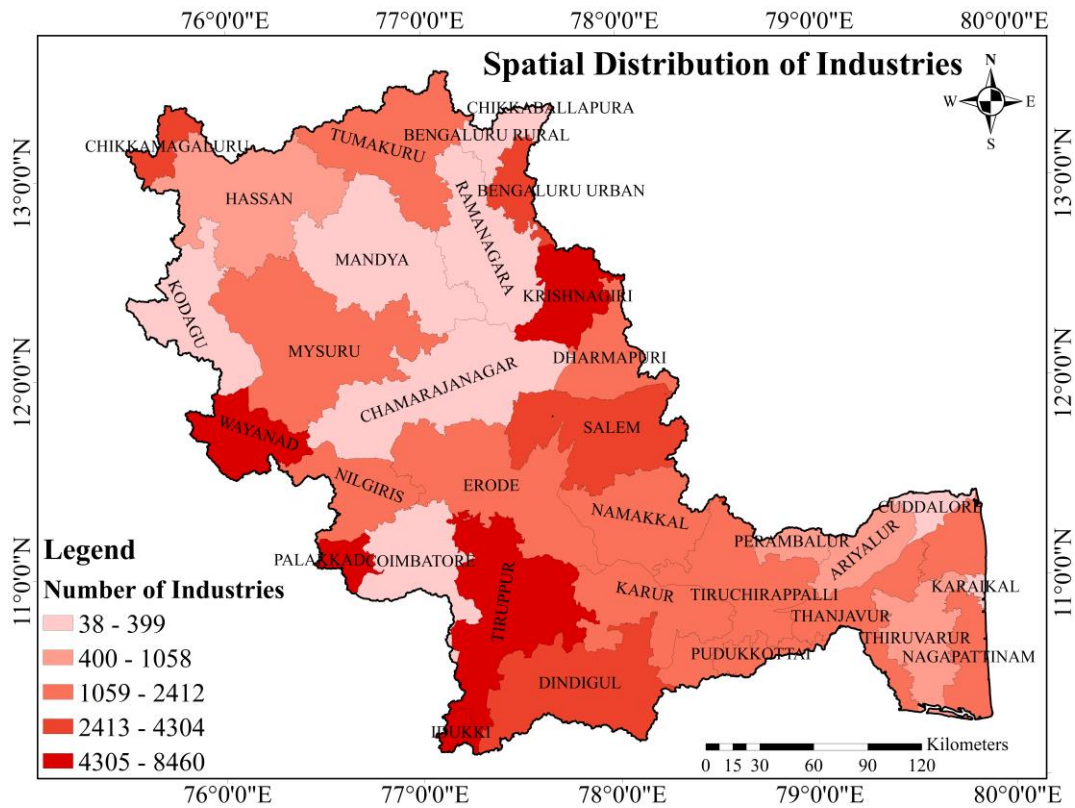 76°0'0"E 77°0'0"E 78°0'0"E 79°0'0"E 80°0'0"E
Spatial Distribution of Industries
N
W E
S
CHIKKABALLAPURA
BENGALURU RURAL
TUMAKURU
CHIKKAMAGALURU
13°0'0"N
13°0'0"N
BENGALURU URBAN
HASSAN
RAMANAGARA
MANDYA
KRISHNAGIRI
KODAGU
MYSURU
DHARMAPURI
12°0'0"N
12°0'0"N
CHAMARAJANAGAR
WAYANAD
SALEM
NILGIRIS
ERODE
NAMAKKAL
CUDDALORE
PERAMBALUR
ARIYALUR
PALAKKAD
COIMBATORE
11°0'0"N
11°0'0"N
KARAIKAL
KARUR
TIRUCHIRAPPALLI
TIRUPPUR
THANJAVUR
THIRUVARUR
PUDUKKOTTAI
NAGAPATTINAM
DINDIGUL
IDUKKI
Legend
Number of Industries
38 - 399
400 - 1058
1059 - 2412
2413 - 4304
4305 - 8460
Kilometers
0 15 30 60 90 120
76°0'0"E 77°0'0"E 78°0'0"E 79°0'0"E 80°0'0"E